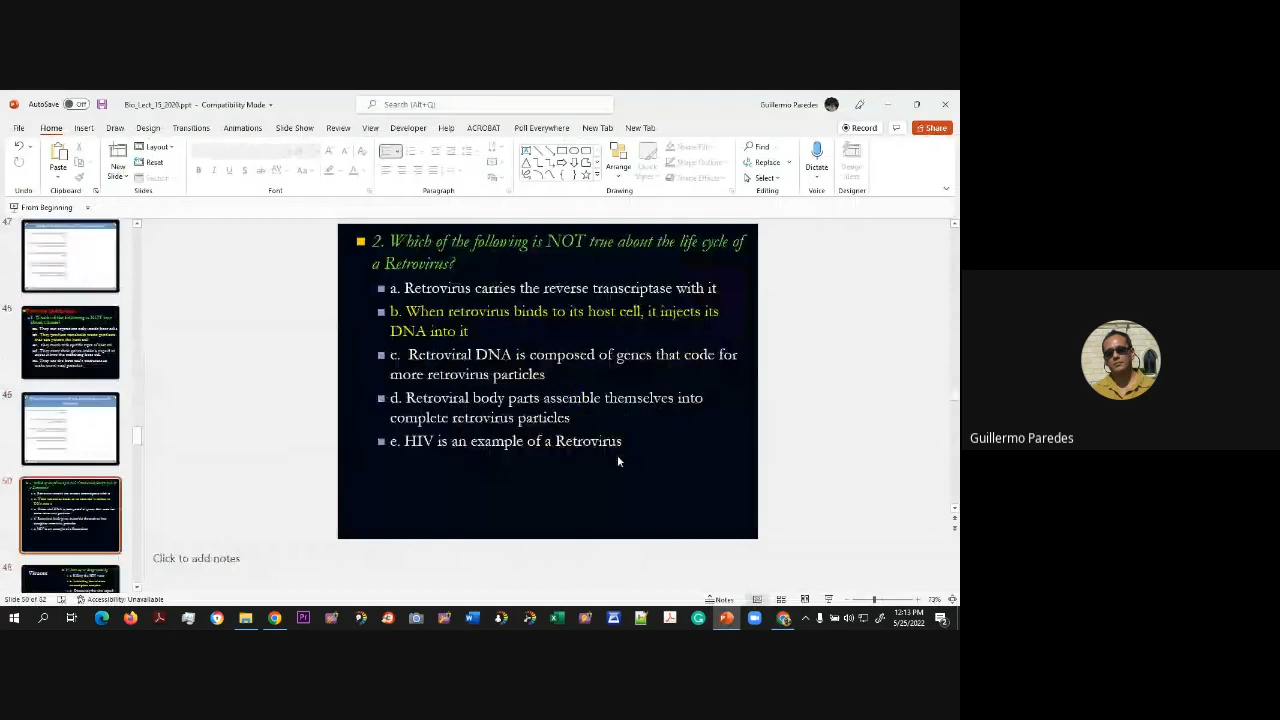 AutoSave Off Bio_Lect_15_2020.ppt - Compatibility Mode Search (Alt+Q) Guillermo Paredes
File Home Insert Draw Design Transitions Animations Slide Show Review View Developer Help ACROBAT Poll Everywhere New Tab New Tab Record Share
Paste New Slide Layout Reset Section Arrange Quick Styles Shape Fill Shape Outline Shape Effects Find Replace Select Dictate Design Ideas
Undo Clipboard Slides Font Paragraph Drawing Editing Voice Designer
From Beginning
2. Which of the following is NOT true about the life cycle of
a Retrovirus?
a. Retrovirus carries the reverse transcriptase with it
b. When retrovirus binds to its host cell, it injects its
DNA into it
c. Retroviral DNA is composed of genes that code for
more retrovirus particles
d. Retroviral body parts assemble themselves into
complete retrovirus particles
e. HIV is an example of a Retrovirus
Guillermo Paredes
47
50
Viruses
Click to add notes
Slide 50 of 82 Accessibility: Unavailable Notes 73%
12:13 PM
5/25/2022